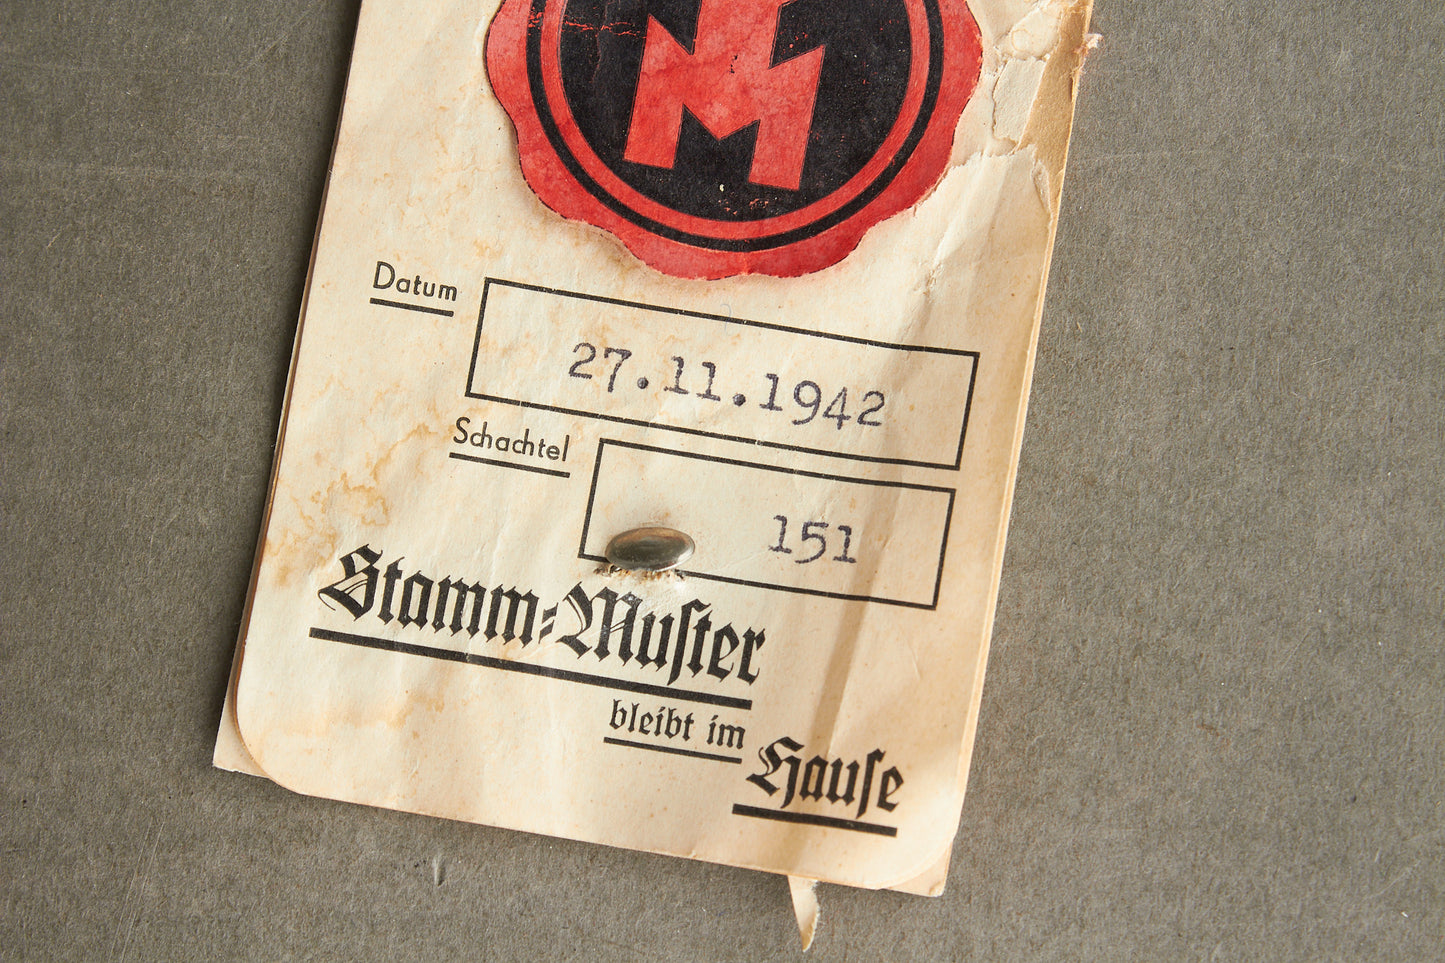 M
Datum
27.11.1942
Schachtel
151
Stamm=Muſter
bleibt im
Hauſe